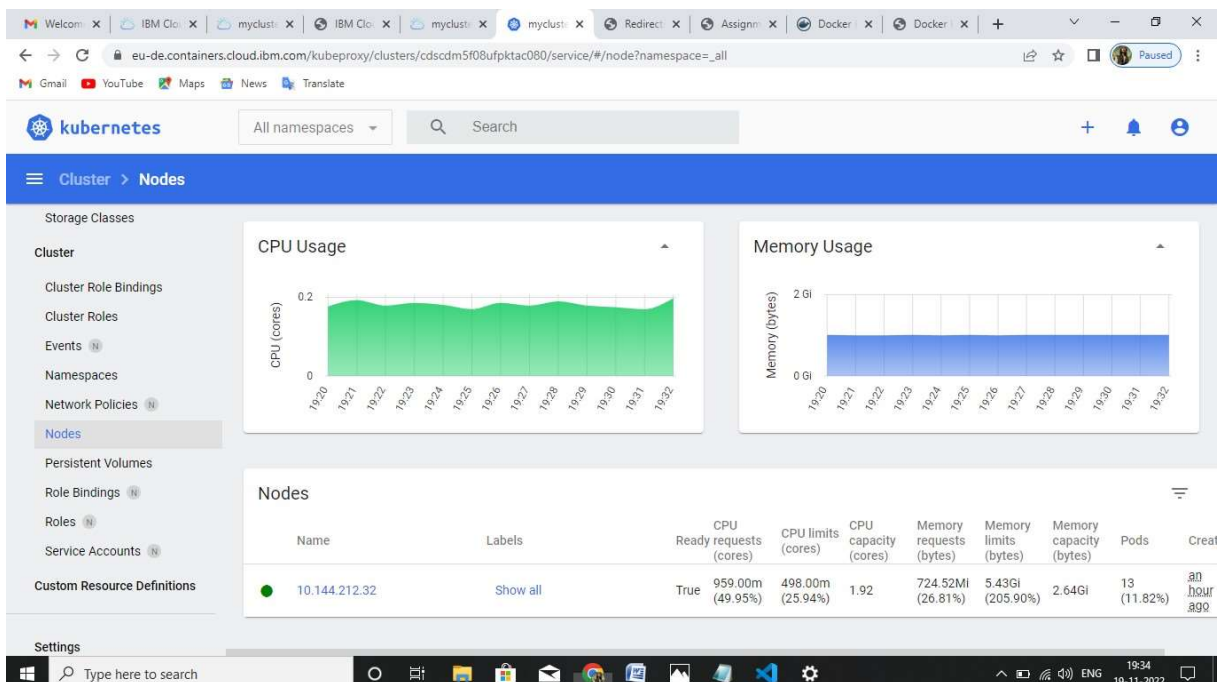 Welcom IBM Clou myclust IBM Clo myclust myclust Redirect Assignm Docker Docker
eu-de.containers.cloud.ibm.com/kubeproxy/clusters/cdscdm5f08ufpktac080/service/#/node?namespace=_all Paused
Gmail YouTube Maps News Translate
kubernetes All namespaces Search
Cluster > Nodes
Storage Classes
Cluster
Cluster Role Bindings
Cluster Roles
Events N
Namespaces
Network Policies N
Nodes
Persistent Volumes
Role Bindings N
Roles N
Service Accounts N
Custom Resource Definitions
Settings
CPU Usage
CPU (cores)
0.2
0
19:20 19:21 19:22 19:23 19:24 19:25 19:26 19:27 19:28 19:29 19:30 19:31 19:32
Memory Usage
Memory (bytes)
2 Gi
0 Gi
19:20 19:21 19:22 19:23 19:24 19:25 19:26 19:27 19:28 19:29 19:30 19:31 19:32
Nodes
Name Labels Ready CPU requests (cores) CPU limits (cores) CPU capacity (cores) Memory requests (bytes) Memory limits (bytes) Memory capacity (bytes) Pods Creat
10.144.212.32 Show all True 959.00m (49.95%) 498.00m (25.94%) 1.92 724.52Mi (26.81%) 5.43Gi (205.90%) 2.64Gi 13 (11.82%) an hour ago
Type here to search ENG 19:34
19-11-2022